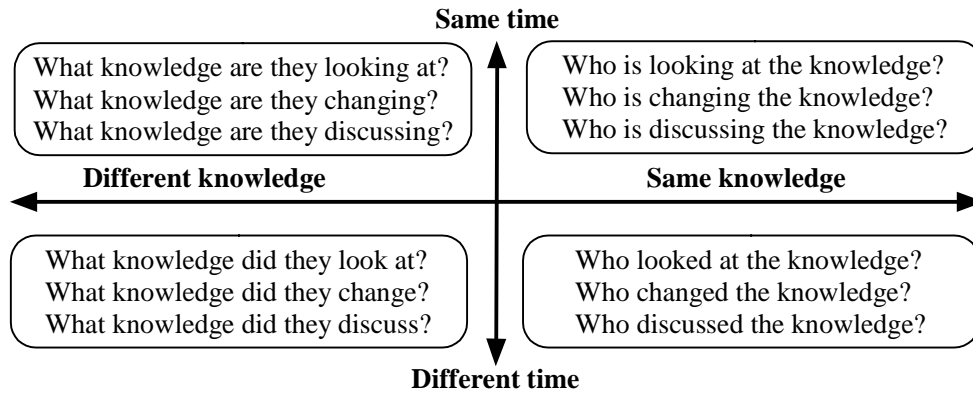 Same time
What knowledge are they looking at?
What knowledge are they changing?
What knowledge are they discussing?
Who is looking at the knowledge?
Who is changing the knowledge?
Who is discussing the knowledge?
Different knowledge
Same knowledge
What knowledge did they look at?
What knowledge did they change?
What knowledge did they discuss?
Who looked at the knowledge?
Who changed the knowledge?
Who discussed the knowledge?
Different time